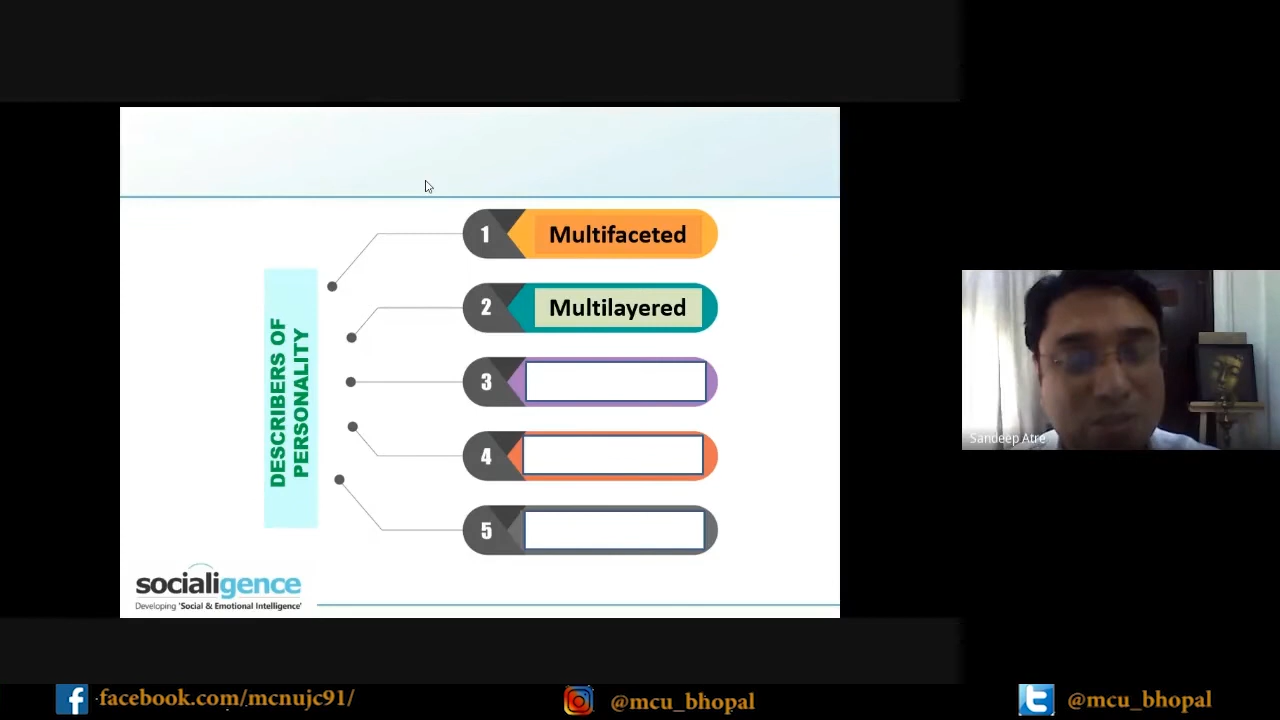 1 Multifaceted
2 Multilayered
3
4
5
DESCRIBERS OF
PERSONALITY
socialigence
Developing 'Social & Emotional Intelligence'
Sandeep Atre
facebook.com/mcnujc91/
@mcu_bhopal
@mcu_bhopal